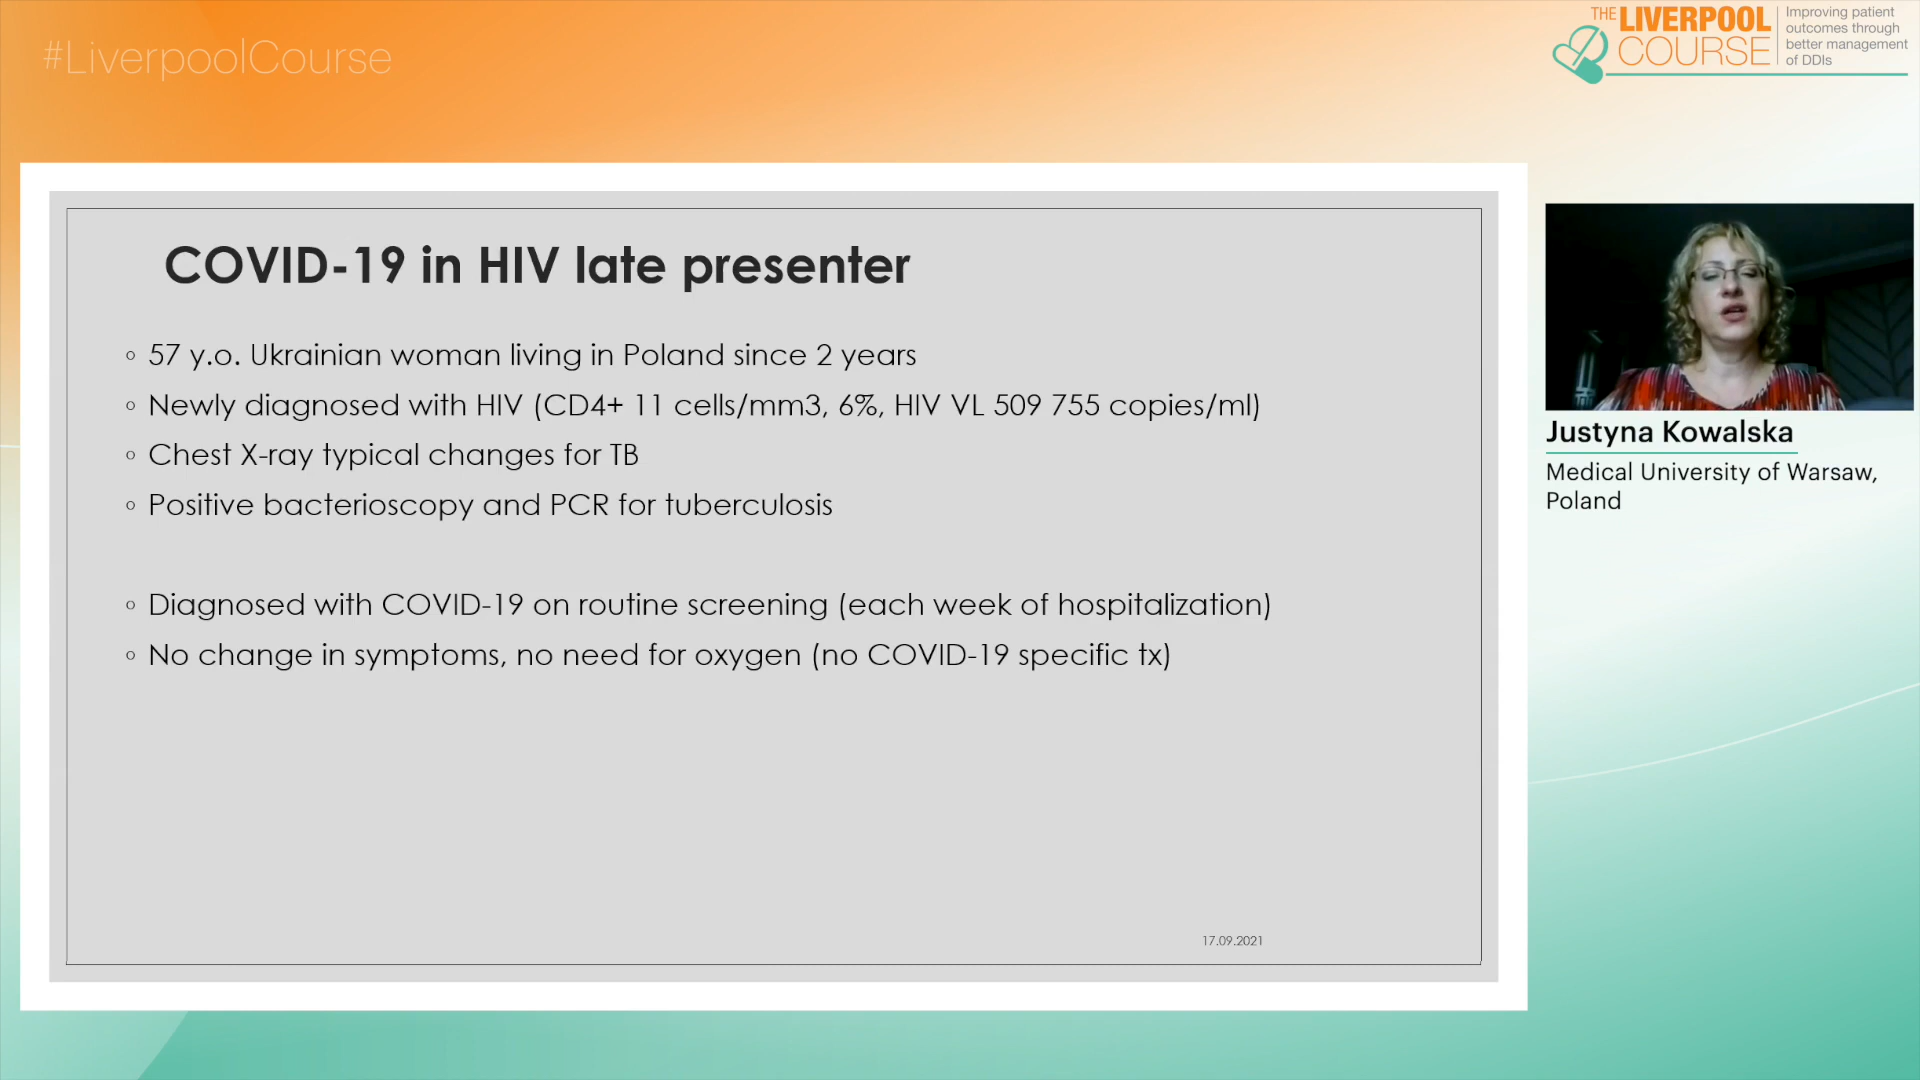 #LiverpoolCourse
THE LIVERPOOL
COURSE
Improving patient
outcomes through
better management
of DDIs
COVID-19 in HIV late presenter
◦ 57 y.o. Ukrainian woman living in Poland since 2 years
◦ Newly diagnosed with HIV (CD4+ 11 cells/mm3, 6%, HIV VL 509 755 copies/ml)
◦ Chest X-ray typical changes for TB
◦ Positive bacterioscopy and PCR for tuberculosis
◦ Diagnosed with COVID-19 on routine screening (each week of hospitalization)
◦ No change in symptoms, no need for oxygen (no COVID-19 specific tx)
17.09.2021
Justyna Kowalska
Medical University of Warsaw,
Poland